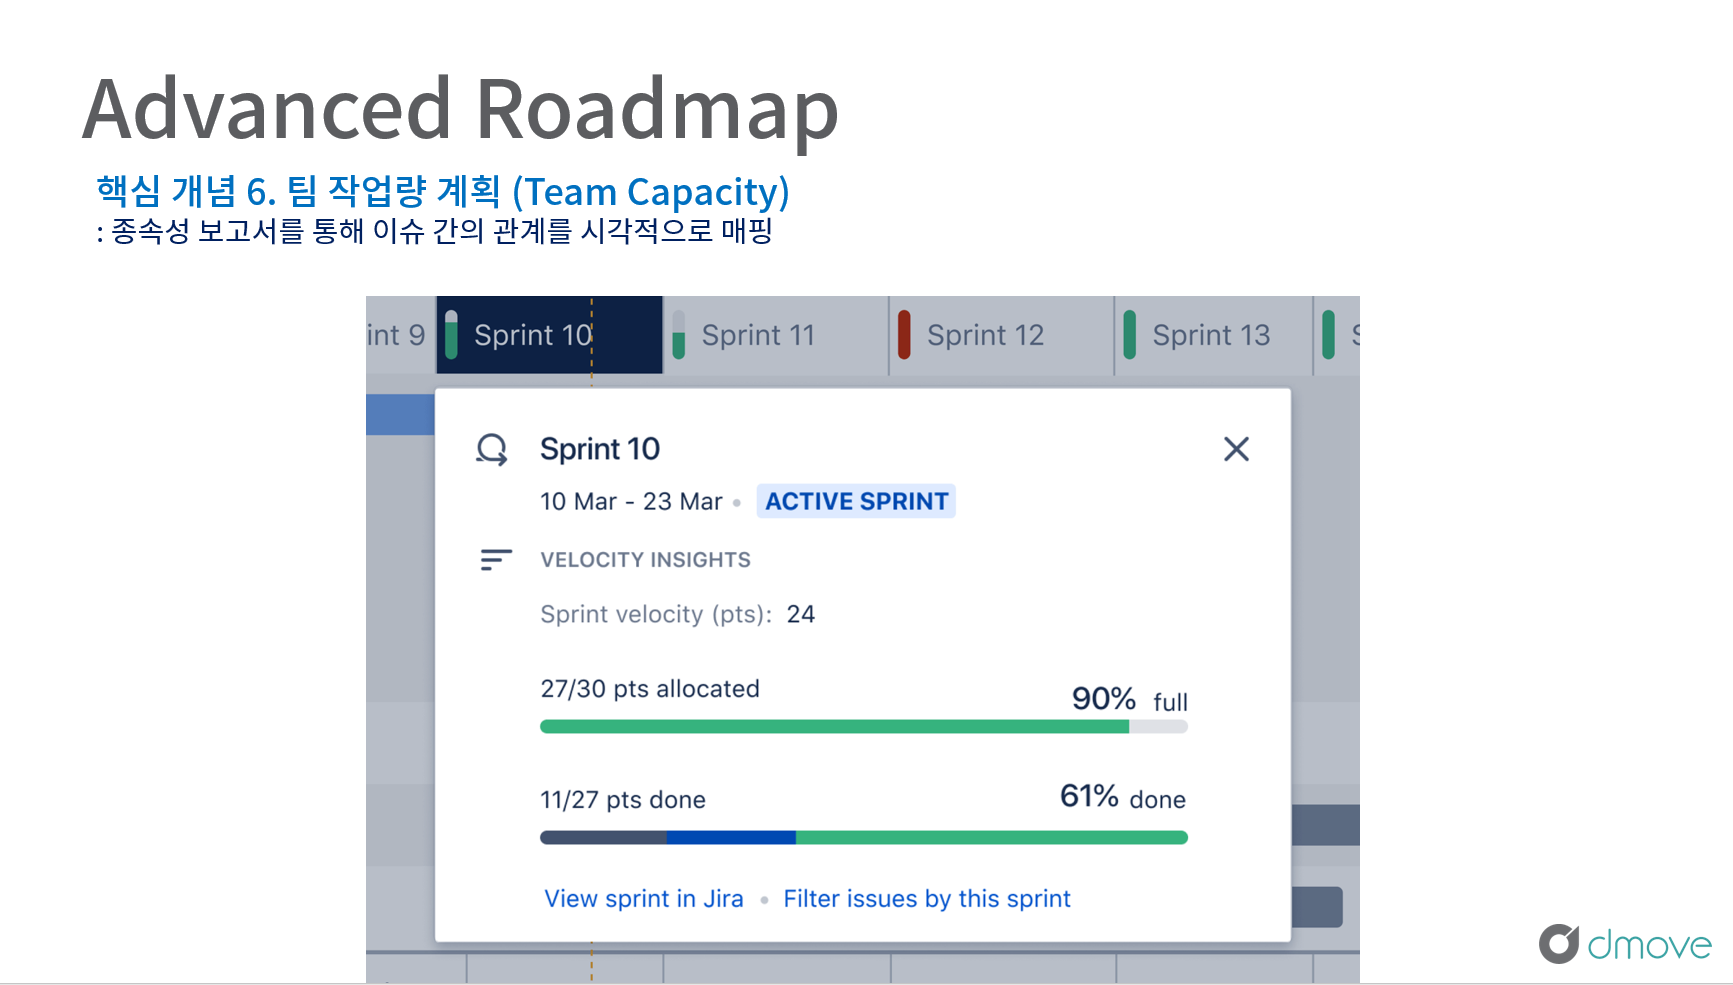 Advanced Roadmap
핵심 개념 6. 팀 작업량 계획 (Team Capacity)
: 종속성 보고서를 통해 이슈 간의 관계를 시각적으로 매핑
int 9 Sprint 10 Sprint 11 Sprint 12 Sprint 13 S
Sprint 10
10 Mar - 23 Mar • ACTIVE SPRINT
VELOCITY INSIGHTS
Sprint velocity (pts): 24
27/30 pts allocated 90% full
11/27 pts done 61% done
View sprint in Jira • Filter issues by this sprint
dmove